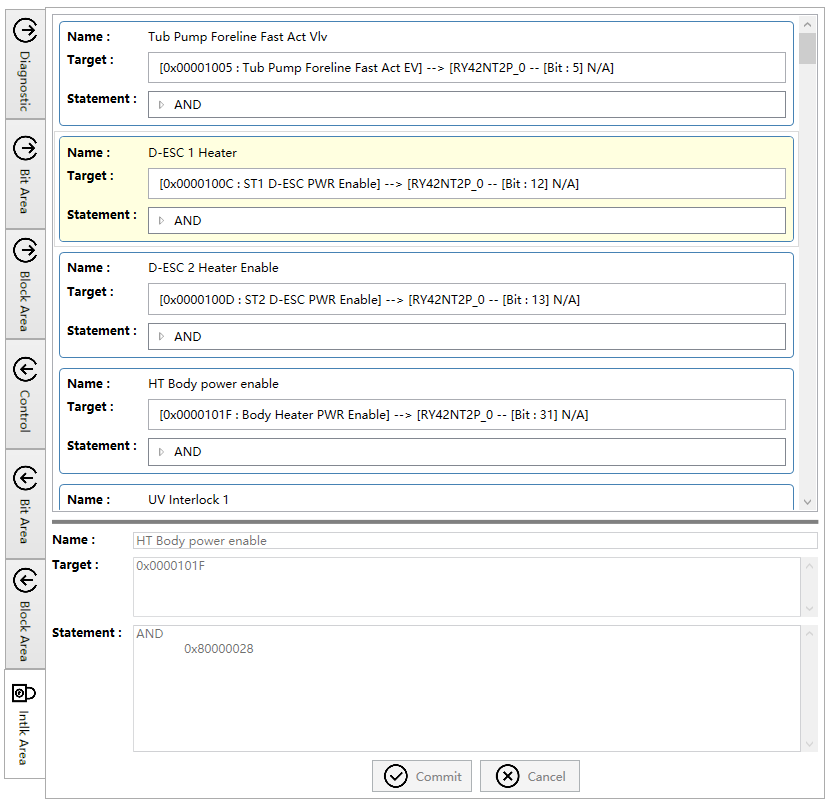 Diagnostic
Bit Area
Block Area
Control
Bit Area
Block Area
Intlk Area
Name : Tub Pump Foreline Fast Act Vlv
Target : [0x00001005 : Tub Pump Foreline Fast Act EV] --> [RY42NT2P_0 -- [Bit : 5] N/A]
Statement : AND
Name : D-ESC 1 Heater
Target : [0x0000100C : ST1 D-ESC PWR Enable] --> [RY42NT2P_0 -- [Bit : 12] N/A]
Statement : AND
Name : D-ESC 2 Heater Enable
Target : [0x0000100D : ST2 D-ESC PWR Enable] --> [RY42NT2P_0 -- [Bit : 13] N/A]
Statement : AND
Name : HT Body power enable
Target : [0x0000101F : Body Heater PWR Enable] --> [RY42NT2P_0 -- [Bit : 31] N/A]
Statement : AND
Name : UV Interlock 1
Name : HT Body power enable
Target : 0x0000101F
Statement : AND
0x80000028
Commit Cancel